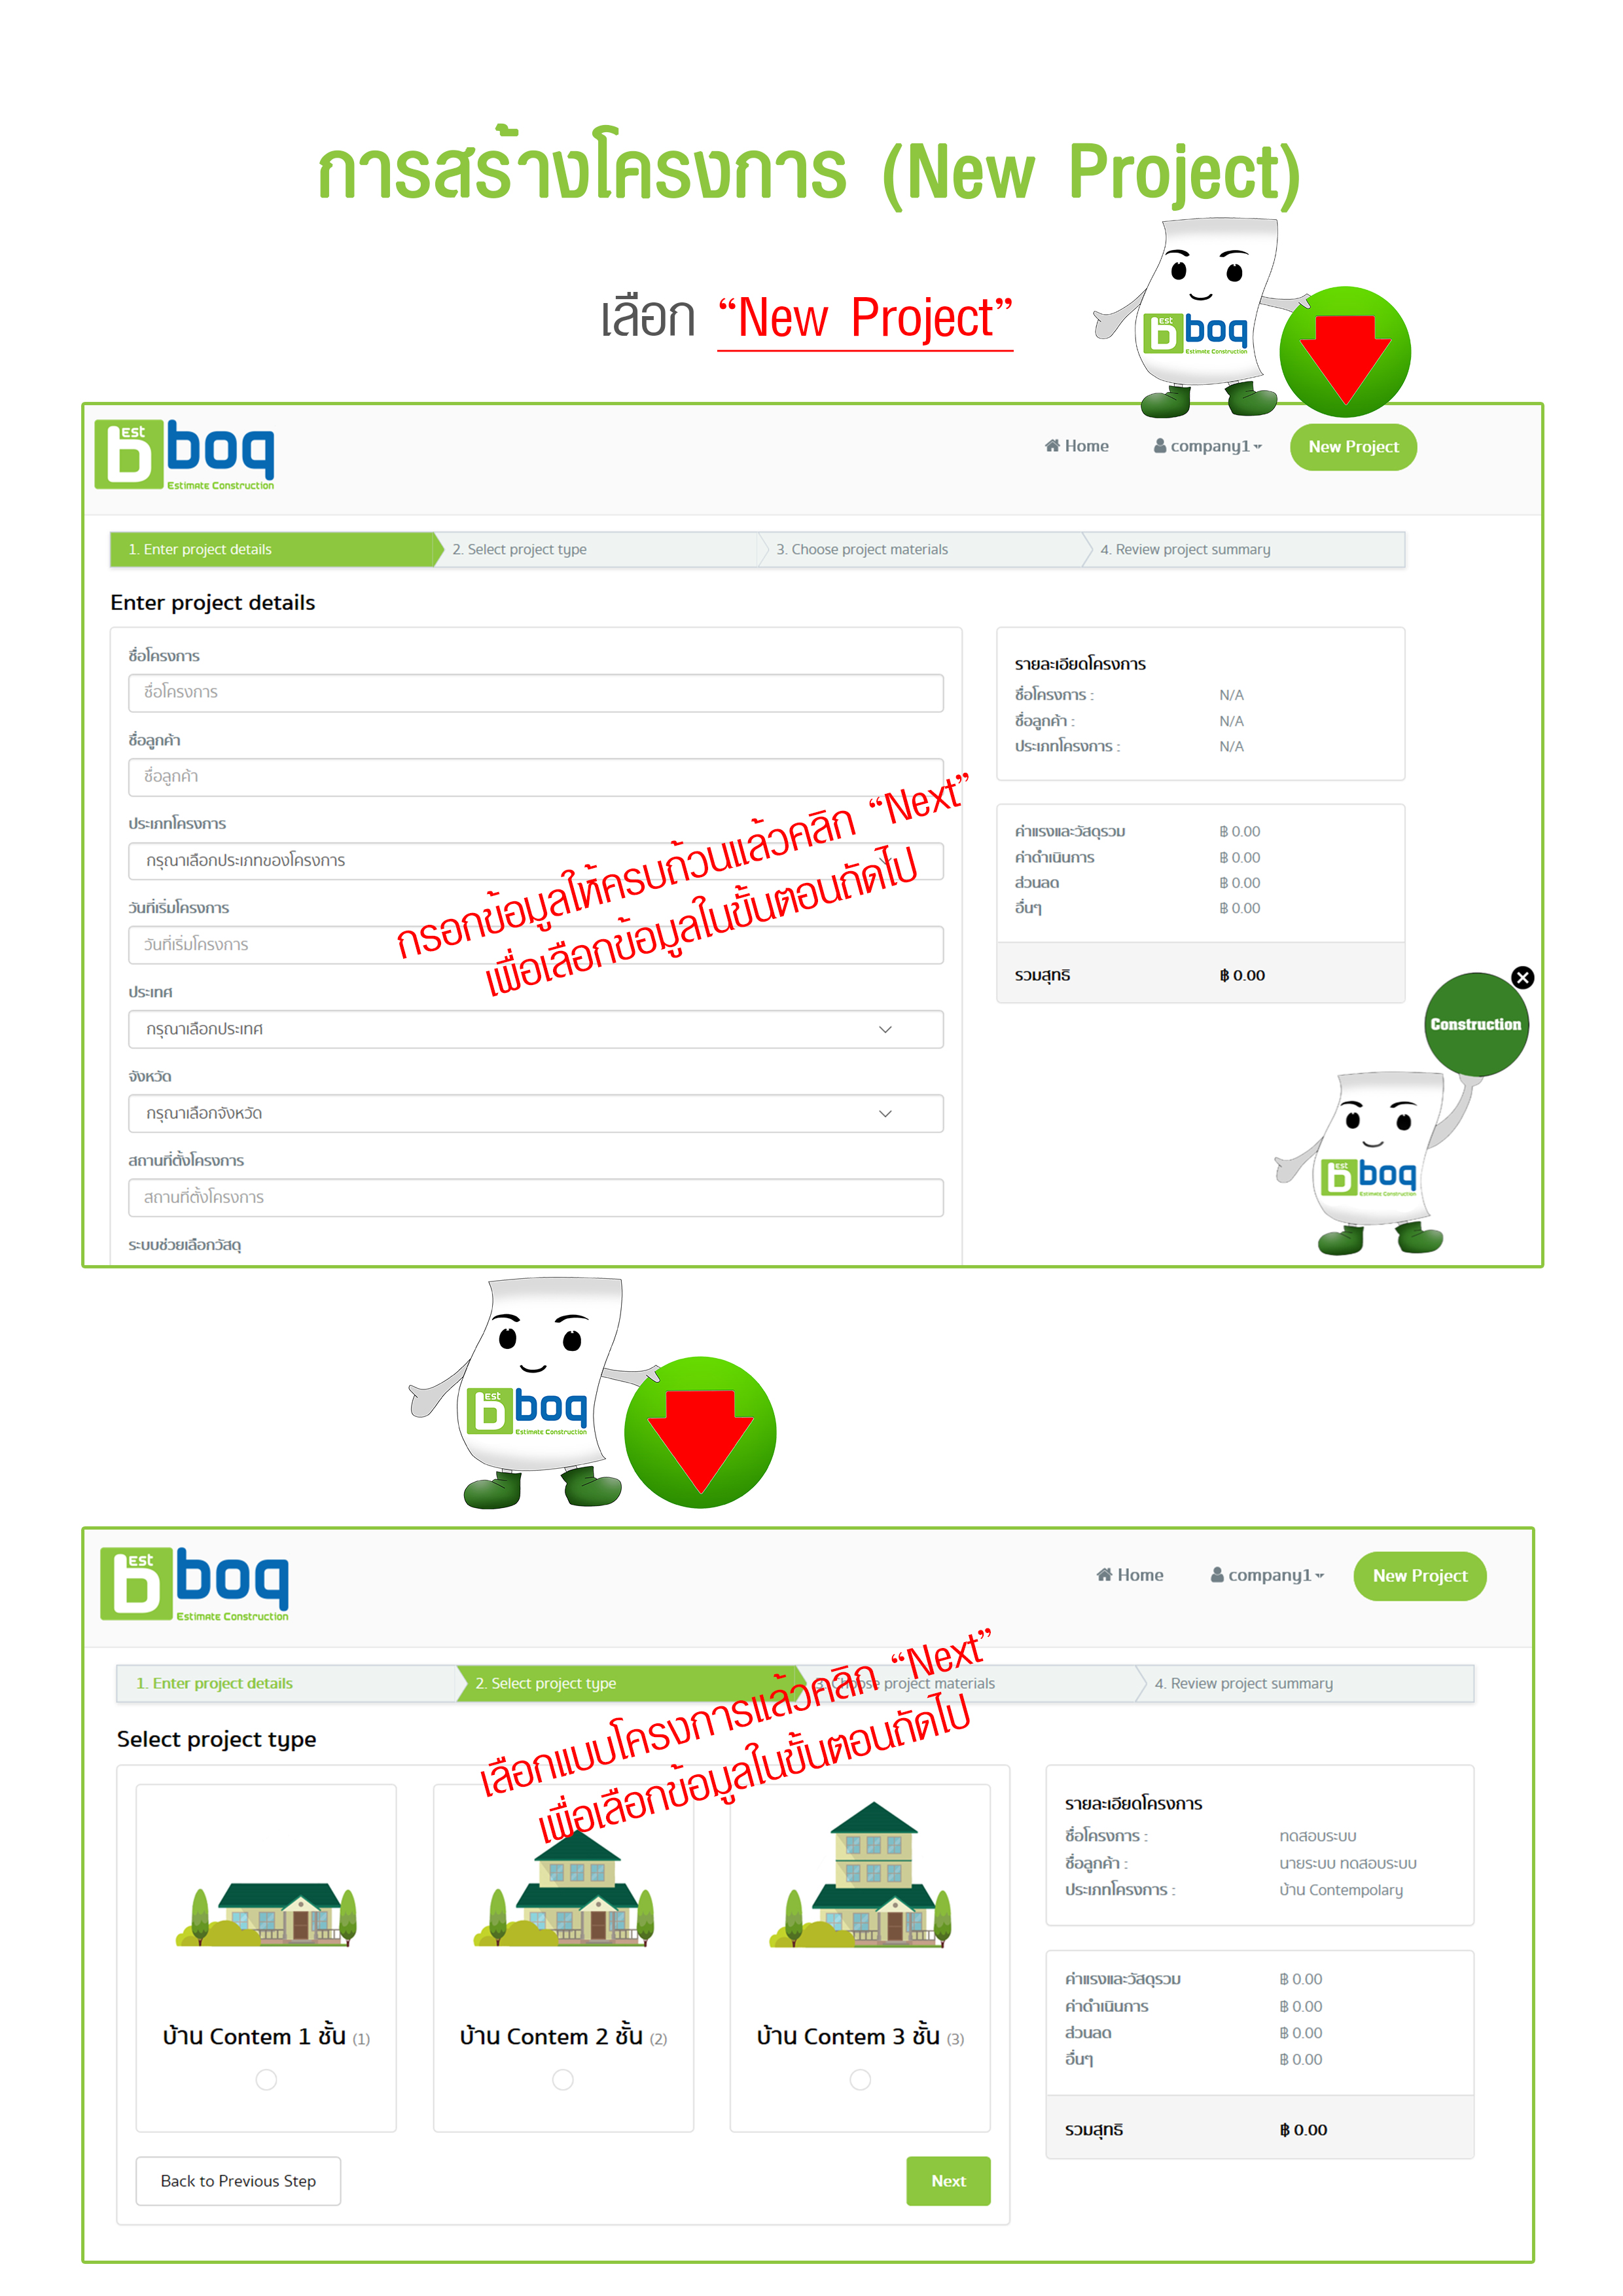 การสร้างโครงการ (New Project)
เลือก “New Project”
EST
boq
Estimate Construction
EST
boq
Estimate Construction
Home
company1
New Project
1. Enter project details
2. Select project type
3. Choose project materials
4. Review project summary
Enter project details
ชื่อโครงการ
ชื่อโครงการ
ชื่อลูกค้า
ชื่อลูกค้า
ประเภทโครงการ
กรุณาเลือกประเภทของโครงการ
วันที่เริ่มโครงการ
วันที่เริ่มโครงการ
ประเทศ
กรุณาเลือกประเทศ
จังหวัด
กรุณาเลือกจังหวัด
สถานที่ตั้งโครงการ
สถานที่ตั้งโครงการ
ระบบช่วยเลือกวัสดุ
กรอกข้อมูลให้ครบถ้วนแล้วคลิก “Next”
เพื่อเลือกข้อมูลในขั้นตอนถัดไป
รายละเอียดโครงการ
ชื่อโครงการ : N/A
ชื่อลูกค้า : N/A
ประเภทโครงการ : N/A
ค่าแรงและวัสดุรวม ฿ 0.00
ค่าดำเนินการ ฿ 0.00
ส่วนลด ฿ 0.00
อื่นๆ ฿ 0.00
รวมสุทธิ ฿ 0.00
Construction
EST
boq
Estimate Construction
EST
boq
Estimate Construction
EST
boq
Estimate Construction
Home
company1
New Project
1. Enter project details
2. Select project type
3. Choose project materials
4. Review project summary
เลือกแบบโครงการแล้วคลิก “Next”
เพื่อเลือกข้อมูลในขั้นตอนถัดไป
Select project type
บ้าน Contem 1 ชั้น (1)
บ้าน Contem 2 ชั้น (2)
บ้าน Contem 3 ชั้น (3)
Back to Previous Step
Next
รายละเอียดโครงการ
ชื่อโครงการ : ทดสอบระบบ
ชื่อลูกค้า : นายระบบ ทดสอบระบบ
ประเภทโครงการ : บ้าน Contempolary
ค่าแรงและวัสดุรวม ฿ 0.00
ค่าดำเนินการ ฿ 0.00
ส่วนลด ฿ 0.00
อื่นๆ ฿ 0.00
รวมสุทธิ ฿ 0.00